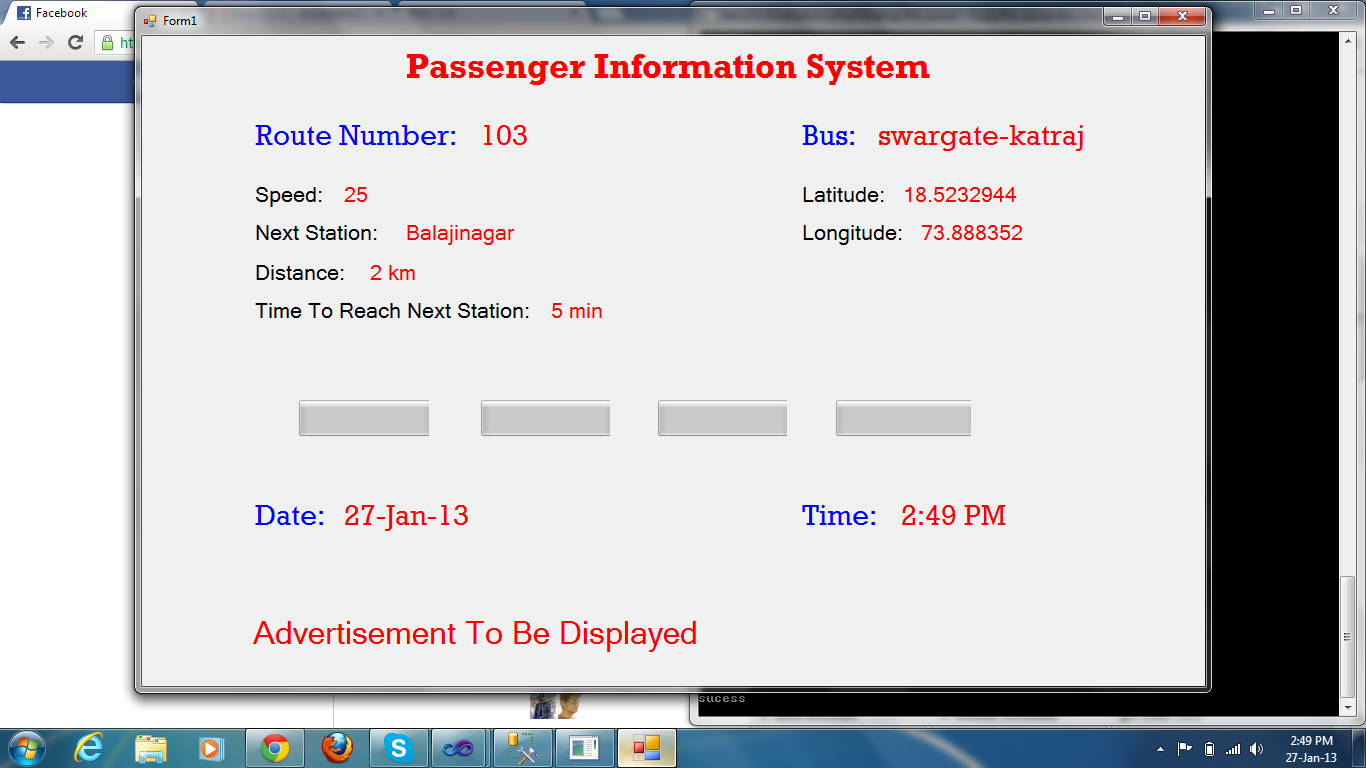 Facebook
Form1
ht
Passenger Information System
Route Number: 103 Bus: swargate-katraj
Speed: 25 Latitude: 18.5232944
Next Station: Balajinagar Longitude: 73.888352
Distance: 2 km
Time To Reach Next Station: 5 min
Date: 27-Jan-13 Time: 2:49 PM
Advertisement To Be Displayed
sucess
2:49 PM
27-Jan-13